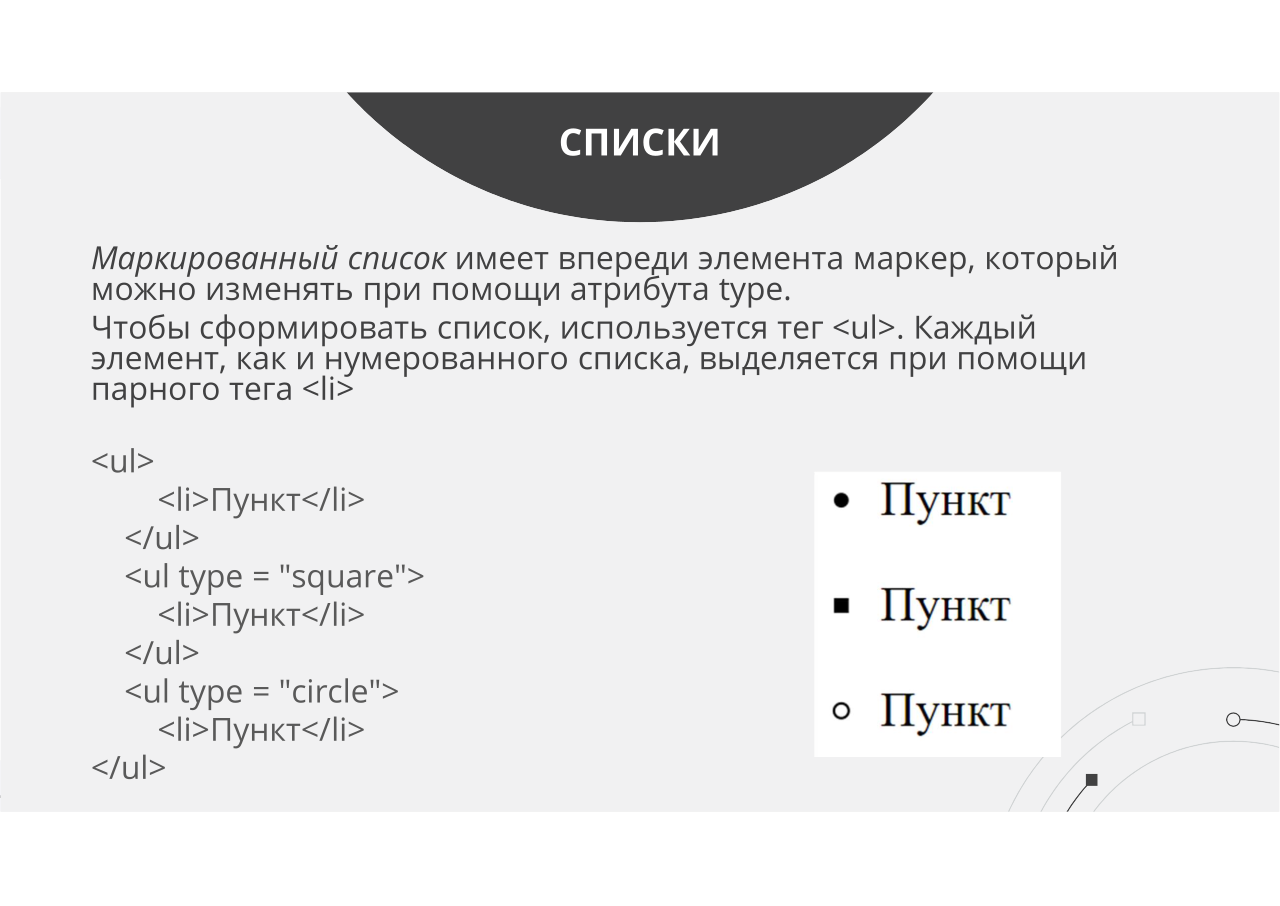 СПИСКИ
Маркированный список имеет впереди элемента маркер, который
можно изменять при помощи атрибута type.
Чтобы сформировать список, используется тег <ul>. Каждый
элемент, как и нумерованного списка, выделяется при помощи
парного тега <li>
<ul>
<li>Пункт</li>
</ul>
<ul type = "square">
<li>Пункт</li>
</ul>
<ul type = "circle">
<li>Пункт</li>
</ul>
Пункт
Пункт
Пункт